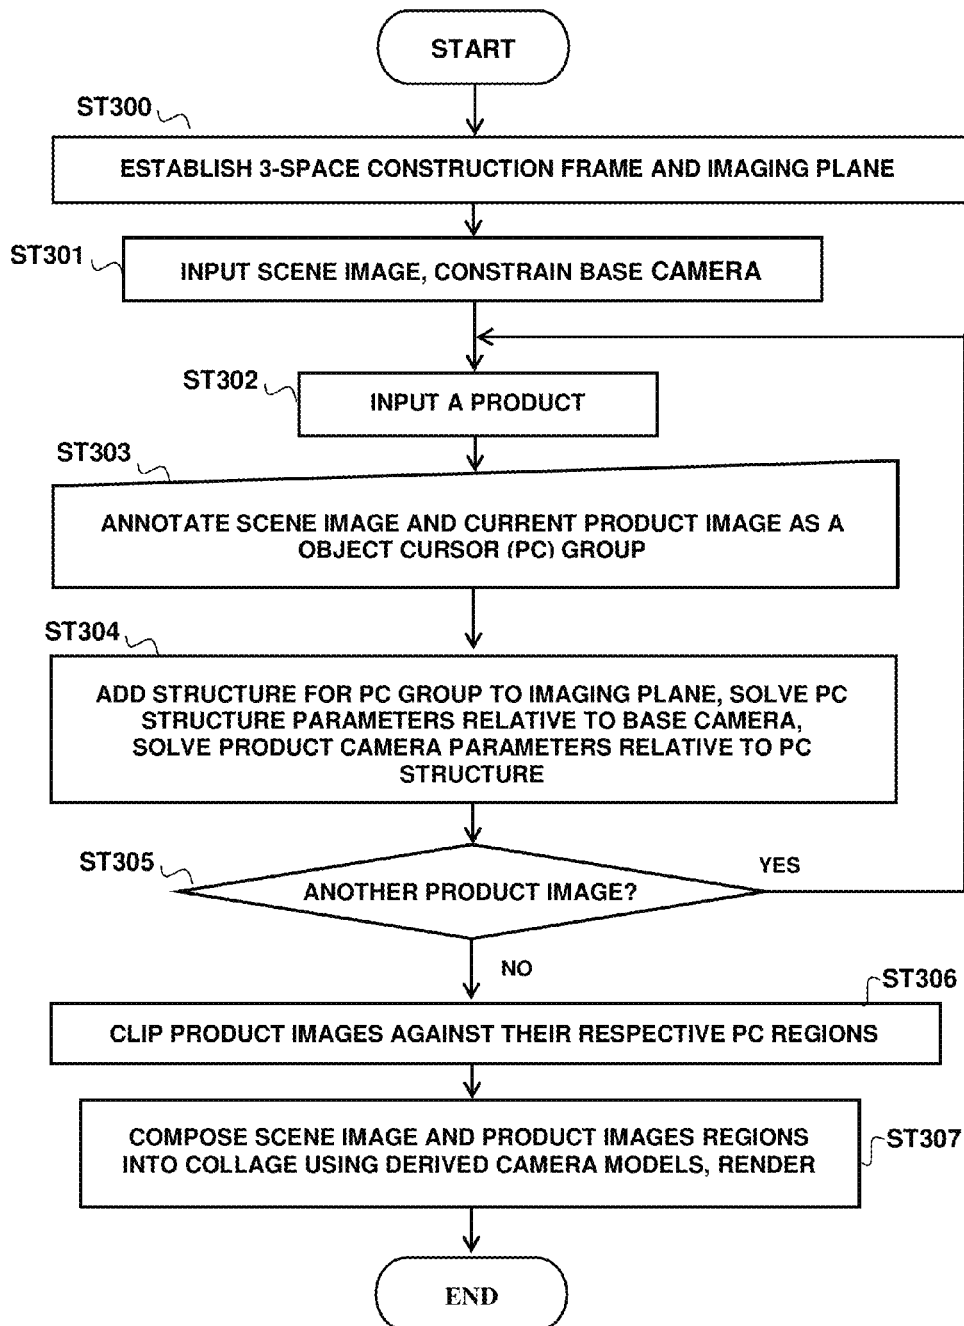 START
ST300
ESTABLISH 3-SPACE CONSTRUCTION FRAME AND IMAGING PLANE
ST301
INPUT SCENE IMAGE, CONSTRAIN BASE CAMERA
ST302
INPUT A PRODUCT
ST303
ANNOTATE SCENE IMAGE AND CURRENT PRODUCT IMAGE AS A
OBJECT CURSOR (PC) GROUP
ST304
ADD STRUCTURE FOR PC GROUP TO IMAGING PLANE, SOLVE PC
STRUCTURE PARAMETERS RELATIVE TO BASE CAMERA,
SOLVE PRODUCT CAMERA PARAMETERS RELATIVE TO PC
STRUCTURE
ST305
ANOTHER PRODUCT IMAGE?
YES
NO
ST306
CLIP PRODUCT IMAGES AGAINST THEIR RESPECTIVE PC REGIONS
COMPOSE SCENE IMAGE AND PRODUCT IMAGES REGIONS
INTO COLLAGE USING DERIVED CAMERA MODELS, RENDER
ST307
END